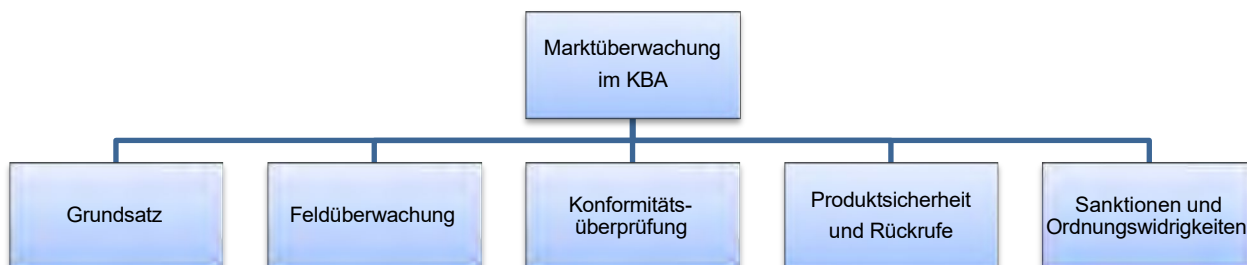 Marktüberwachung
im KBA
Grundsatz
Feldüberwachung
Konformitäts-
überprüfung
Produktsicherheit
und Rückrufe
Sanktionen und
Ordnungswidrigkeiten